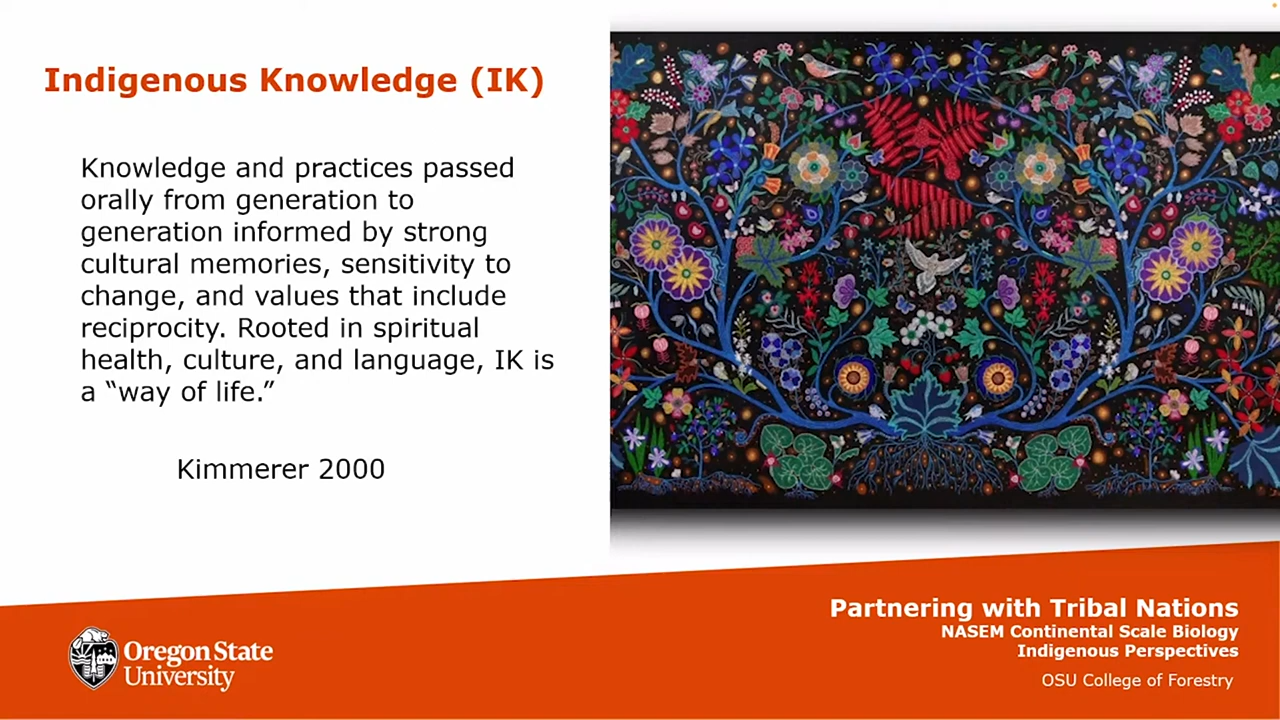 Indigenous Knowledge (IK)
Knowledge and practices passed
orally from generation to
generation informed by strong
cultural memories, sensitivity to
change, and values that include
reciprocity. Rooted in spiritual
health, culture, and language, IK is
a “way of life.”
Kimmerer 2000
Partnering with Tribal Nations
NASEM Continental Scale Biology
Indigenous Perspectives
OSU College of Forestry
Oregon State
University